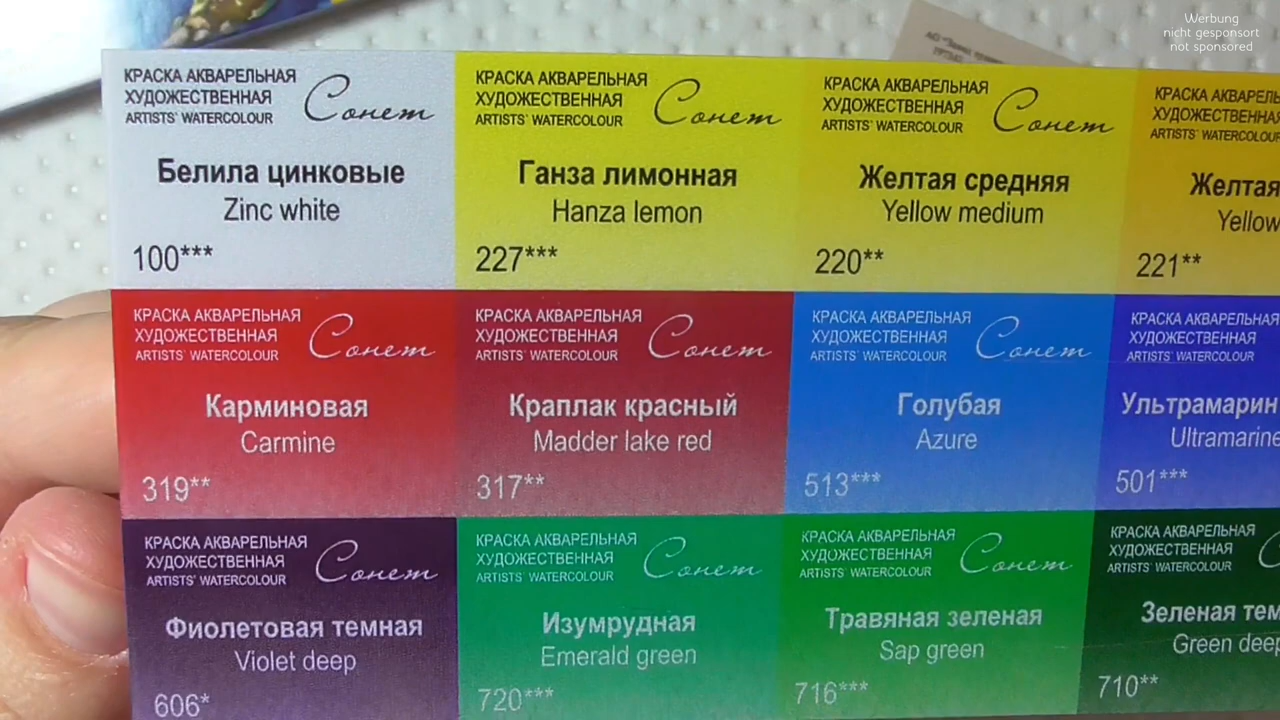 Werbung
nicht gesponsort
not sponsored
КРАСКА АКВАРЕЛЬНАЯ
ХУДОЖЕСТВЕННАЯ
ARTISTS' WATERCOLOUR
Сонет
Белила цинковые
Zinc white
100***
КРАСКА АКВАРЕЛЬНАЯ
ХУДОЖЕСТВЕННАЯ
ARTISTS' WATERCOLOUR
Сонет
Ганза лимонная
Hanza lemon
227***
КРАСКА АКВАРЕЛЬНАЯ
ХУДОЖЕСТВЕННАЯ
ARTISTS' WATERCOLOUR
Сонет
Желтая средняя
Yellow medium
220**
КРАСКА АКВАРЕЛЬ
ХУДОЖЕСТВЕННА
ARTISTS' WATERCOLOU
Желтая
Yellow
221**
КРАСКА АКВАРЕЛЬНАЯ
ХУДОЖЕСТВЕННАЯ
ARTISTS' WATERCOLOUR
Сонет
Карминовая
Carmine
319**
КРАСКА АКВАРЕЛЬНАЯ
ХУДОЖЕСТВЕННАЯ
ARTISTS' WATERCOLOUR
Сонет
Краплак красный
Madder lake red
317**
КРАСКА АКВАРЕЛЬНАЯ
ХУДОЖЕСТВЕННАЯ
ARTISTS' WATERCOLOUR
Сонет
Голубая
Azure
513***
КРАСКА АКВАРЕЛЬНАЯ
ХУДОЖЕСТВЕННАЯ
ARTISTS' WATERCOLOUR
Ультрамарин
Ultramarine
501***
КРАСКА АКВАРЕЛЬНАЯ
ХУДОЖЕСТВЕННАЯ
ARTISTS' WATERCOLOUR
Сонет
Фиолетовая темная
Violet deep
606*
КРАСКА АКВАРЕЛЬНАЯ
ХУДОЖЕСТВЕННАЯ
ARTISTS' WATERCOLOUR
Сонет
Изумрудная
Emerald green
720***
КРАСКА АКВАРЕЛЬНАЯ
ХУДОЖЕСТВЕННАЯ
ARTISTS' WATERCOLOUR
Сонет
Травяная зеленая
Sap green
716***
КРАСКА АКВАРЕЛЬНАЯ
ХУДОЖЕСТВЕННАЯ
ARTISTS' WATERCOLOUR
Зеленая тем
Green deep
710**